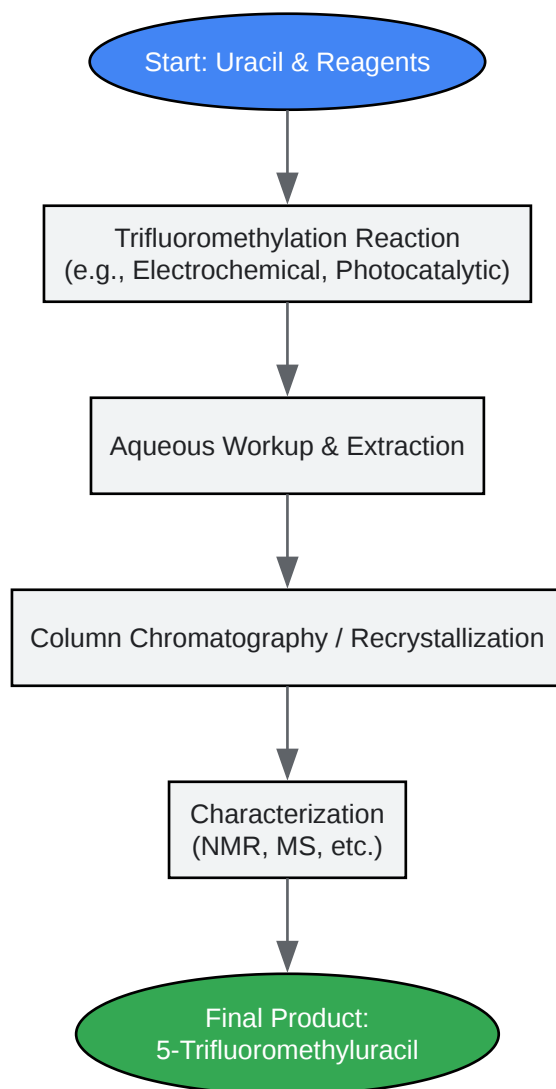 Start: Uracil & Reagents
Trifluoromethylation Reaction
(e.g., Electrochemical, Photocatalytic)
Aqueous Workup & Extraction
Column Chromatography / Recrystallization
Characterization
(NMR, MS, etc.)
Final Product:
5-Trifluoromethyluracil